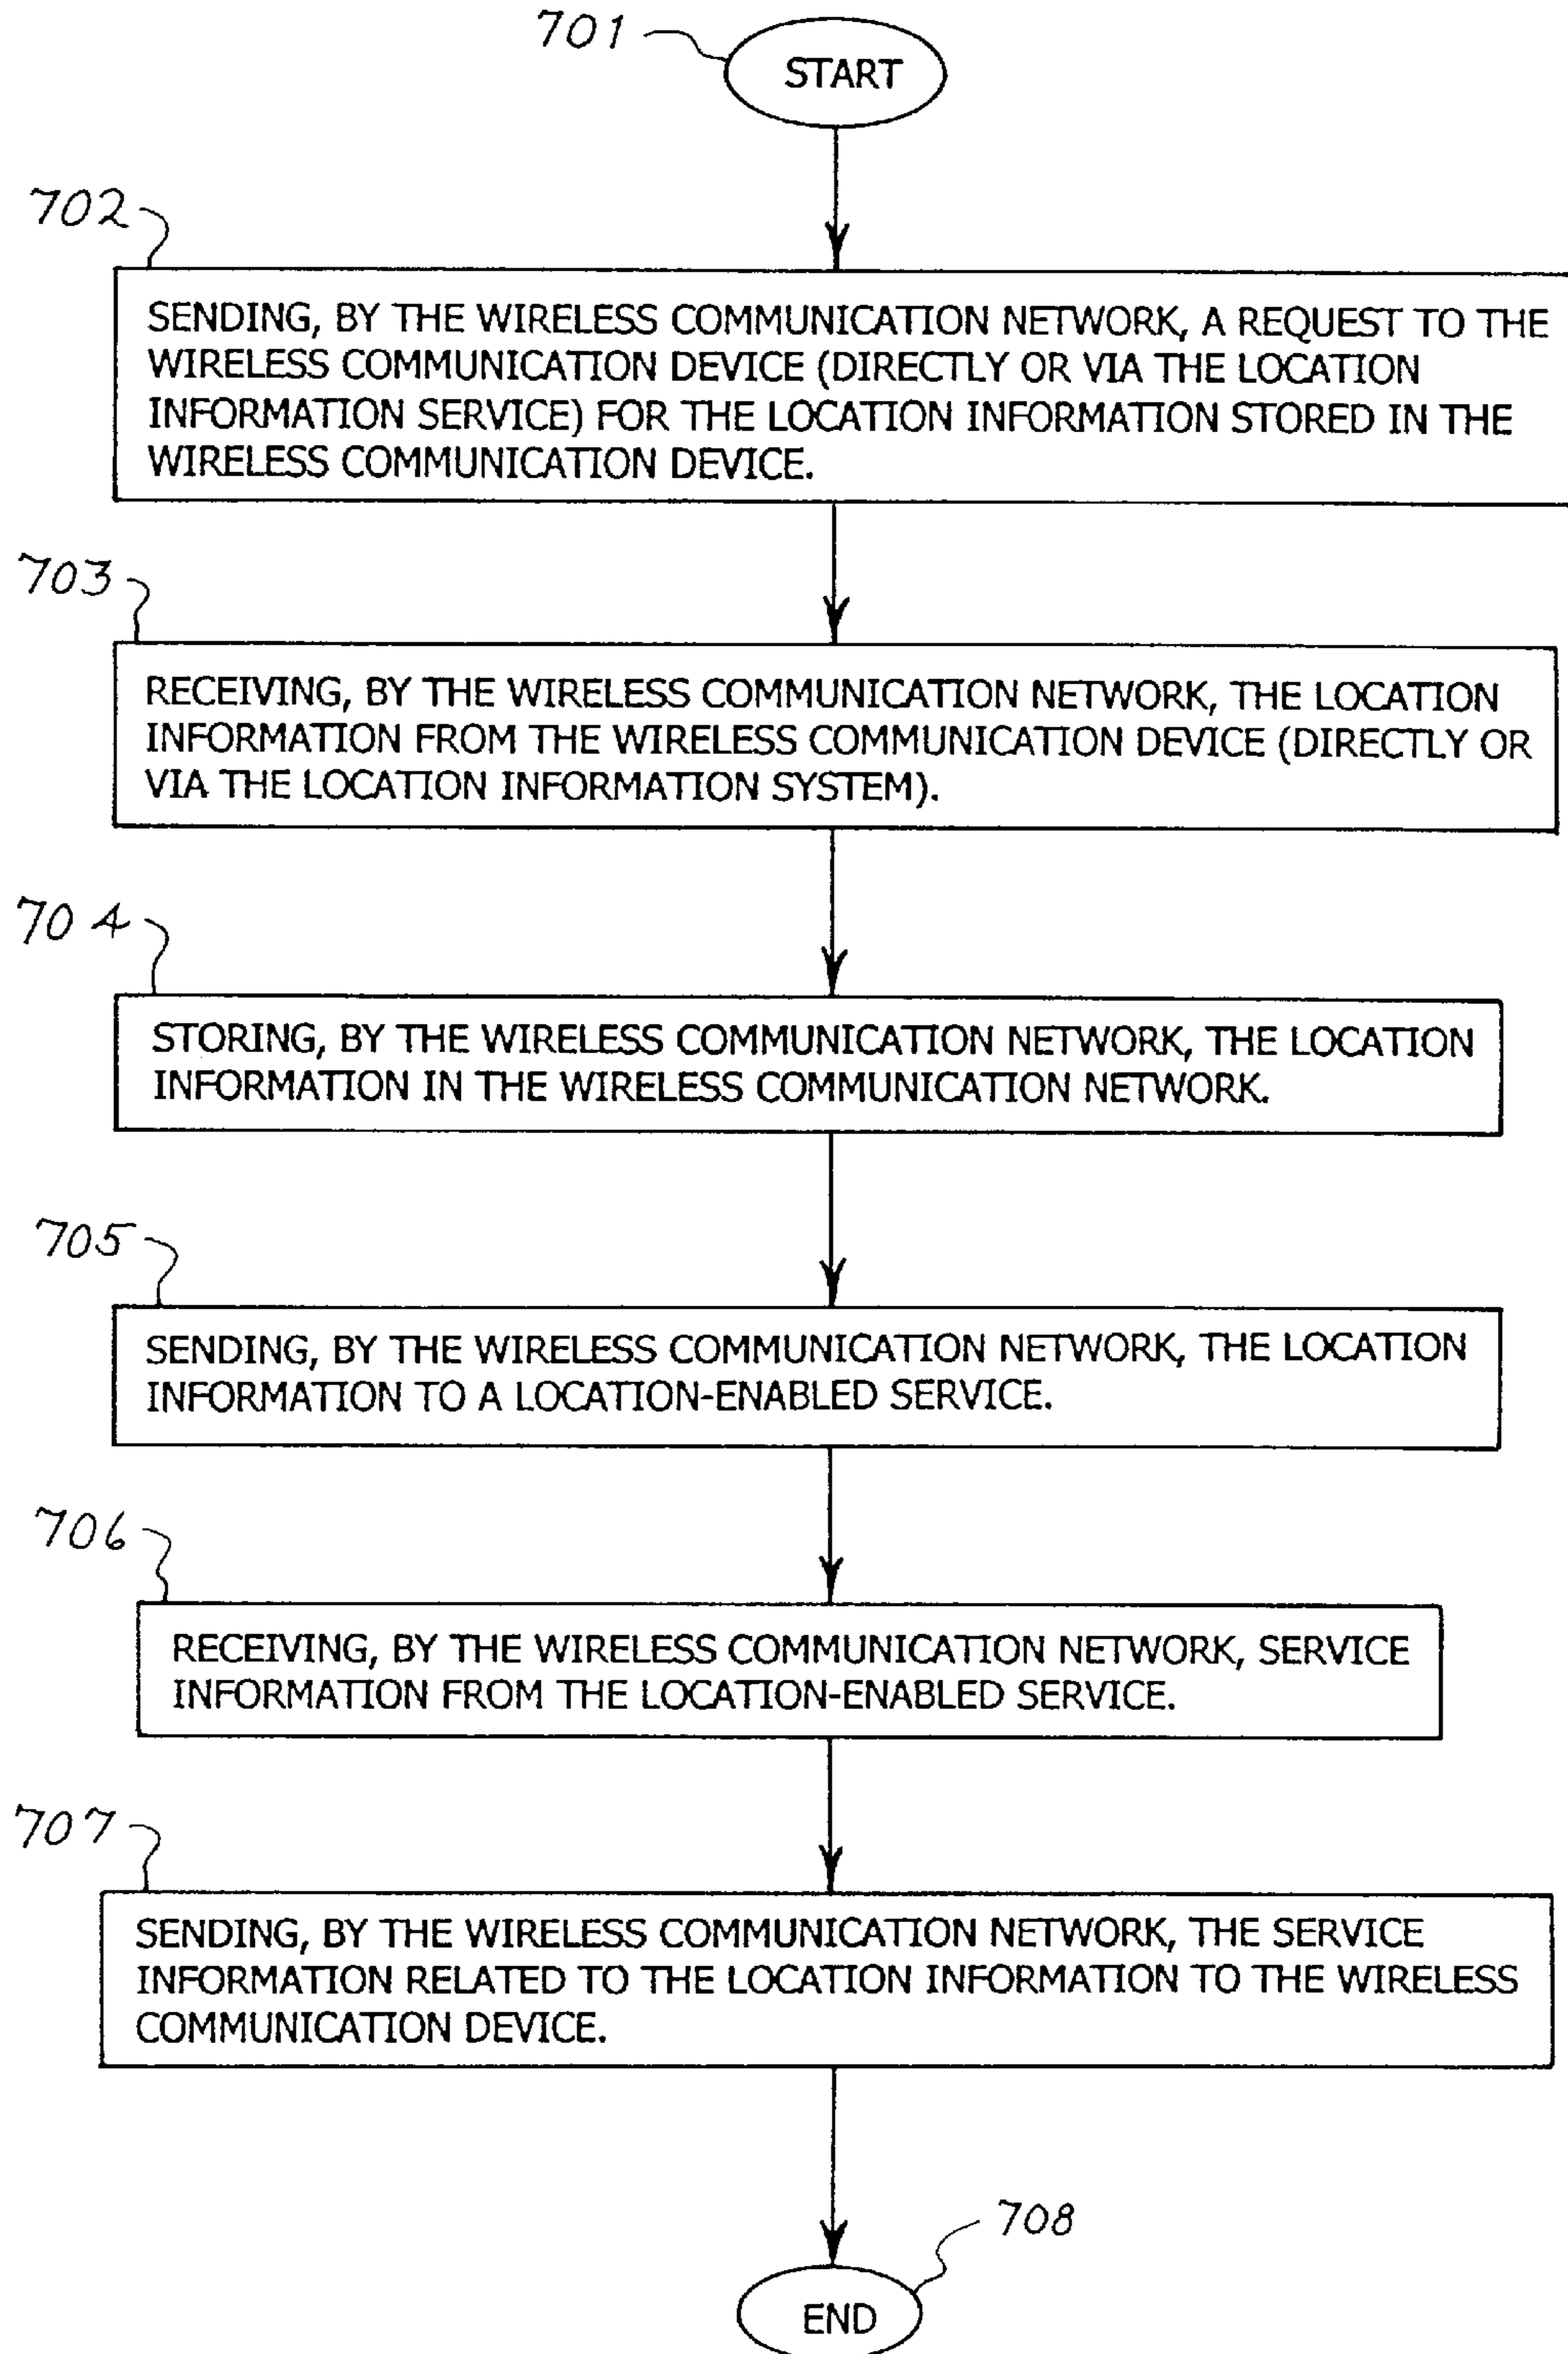 701
START
702
SENDING, BY THE WIRELESS COMMUNICATION NETWORK, A REQUEST TO THE
WIRELESS COMMUNICATION DEVICE (DIRECTLY OR VIA THE LOCATION
INFORMATION SERVICE) FOR THE LOCATION INFORMATION STORED IN THE
WIRELESS COMMUNICATION DEVICE.
703
RECEIVING, BY THE WIRELESS COMMUNICATION NETWORK, THE LOCATION
INFORMATION FROM THE WIRELESS COMMUNICATION DEVICE (DIRECTLY OR
VIA THE LOCATION INFORMATION SYSTEM).
704
STORING, BY THE WIRELESS COMMUNICATION NETWORK, THE LOCATION
INFORMATION IN THE WIRELESS COMMUNICATION NETWORK.
705
SENDING, BY THE WIRELESS COMMUNICATION NETWORK, THE LOCATION
INFORMATION TO A LOCATION-ENABLED SERVICE.
706
RECEIVING, BY THE WIRELESS COMMUNICATION NETWORK, SERVICE
INFORMATION FROM THE LOCATION-ENABLED SERVICE.
707
SENDING, BY THE WIRELESS COMMUNICATION NETWORK, THE SERVICE
INFORMATION RELATED TO THE LOCATION INFORMATION TO THE WIRELESS
COMMUNICATION DEVICE.
708
END